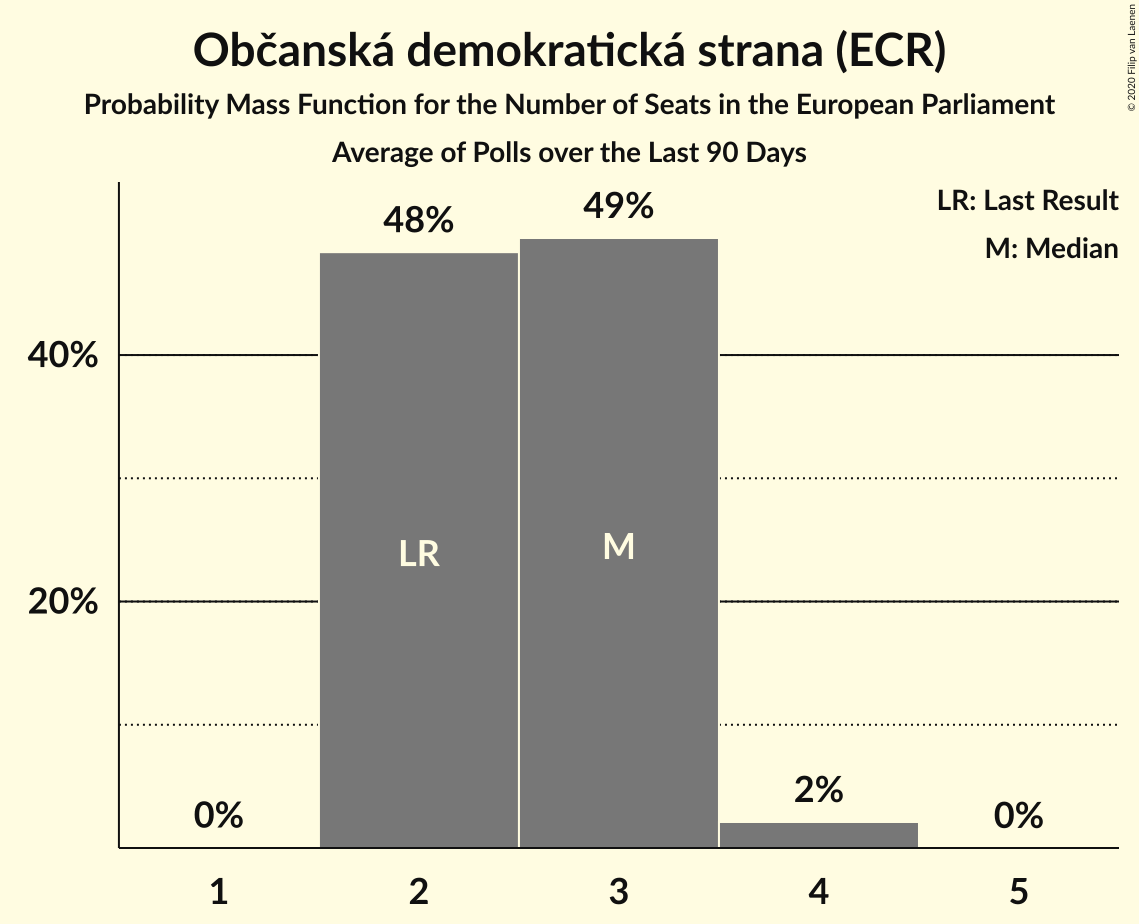 Občanská demokratická strana (ECR)
Probability Mass Function for the Number of Seats in the European Parliament
Average of Polls over the Last 90 Days
© 2020 Filip van Laenen
LR: Last Result
M: Median
48%
49%
40%
LR
M
20%
0%
2%
0%
1
2
3
4
5